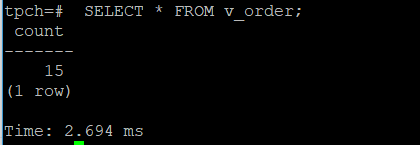 tpch=#  SELECT * FROM v_order;
 count
-------
    15
(1 row)

Time: 2.694 ms